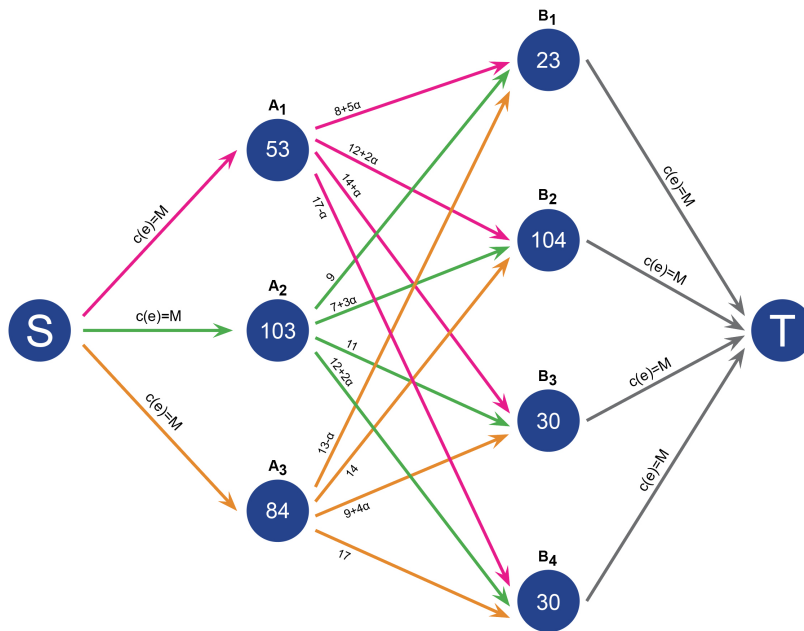 B1
23
A1
53
8+5α
12+2α
14+α
17-α
c(e)=M
c(e)=M
B2
104
c(e)=M
A2
103
9
7+3α
11
12+2α
S
c(e)=M
T
c(e)=M
B3
30
c(e)=M
A3
84
13-α
14
9+4α
17
c(e)=M
B4
30